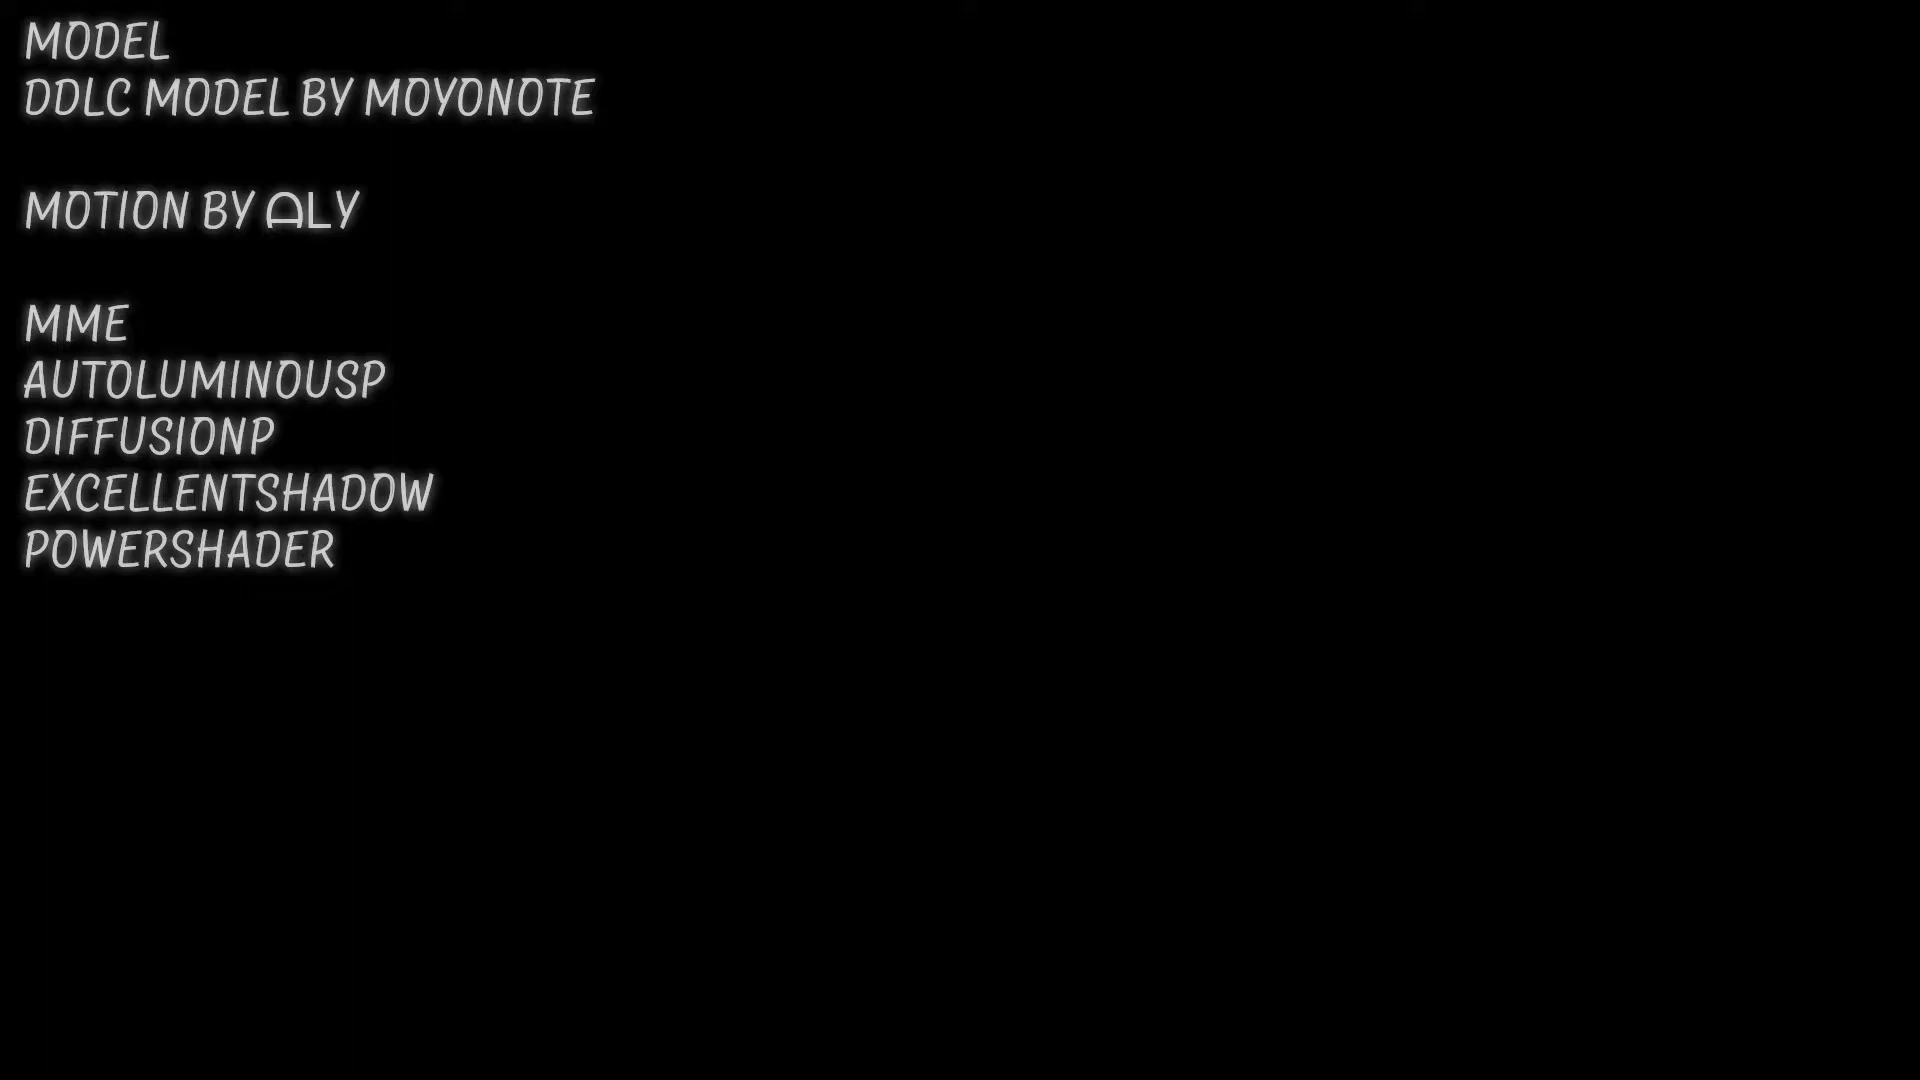 MODEL
DDLC MODEL BY MOYONOTE
MOTION BY ALY
MME
AUTOLUMINOUSP
DIFFUSIONP
EXCELLENTSHADOW
POWERSHADER